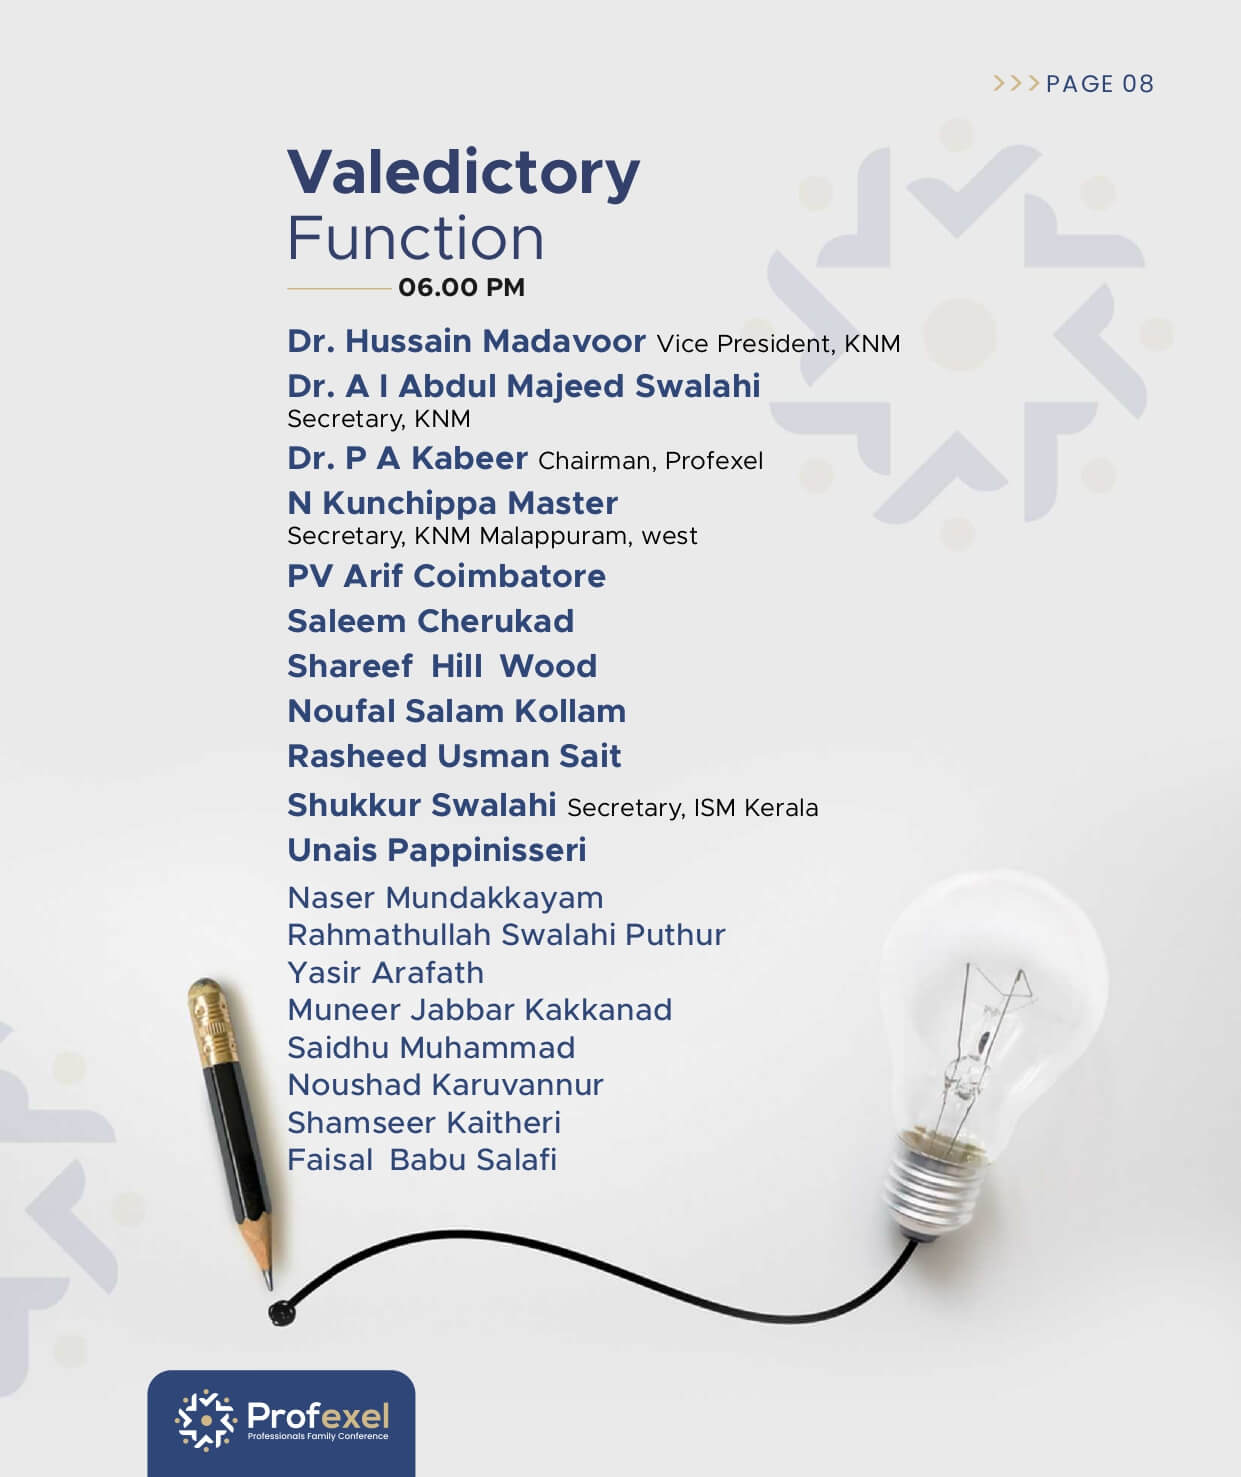 >>> PAGE 08
Valedictory
Function
06.00 PM
Dr. Hussain Madavoor Vice President, KNM
Dr. A I Abdul Majeed Swalahi
Secretary, KNM
Dr. P A Kabeer Chairman, Profexel
N Kunchippa Master
Secretary, KNM Malappuram, west
PV Arif Coimbatore
Saleem Cherukad
Shareef Hill Wood
Noufal Salam Kollam
Rasheed Usman Sait
Shukkur Swalahi Secretary, ISM Kerala
Unais Pappinisseri
Naser Mundakkayam
Rahmathullah Swalahi Puthur
Yasir Arafath
Muneer Jabbar Kakkanad
Saidhu Muhammad
Noushad Karuvannur
Shamseer Kaitheri
Faisal Babu Salafi
Profexel
Professionals Family Conference